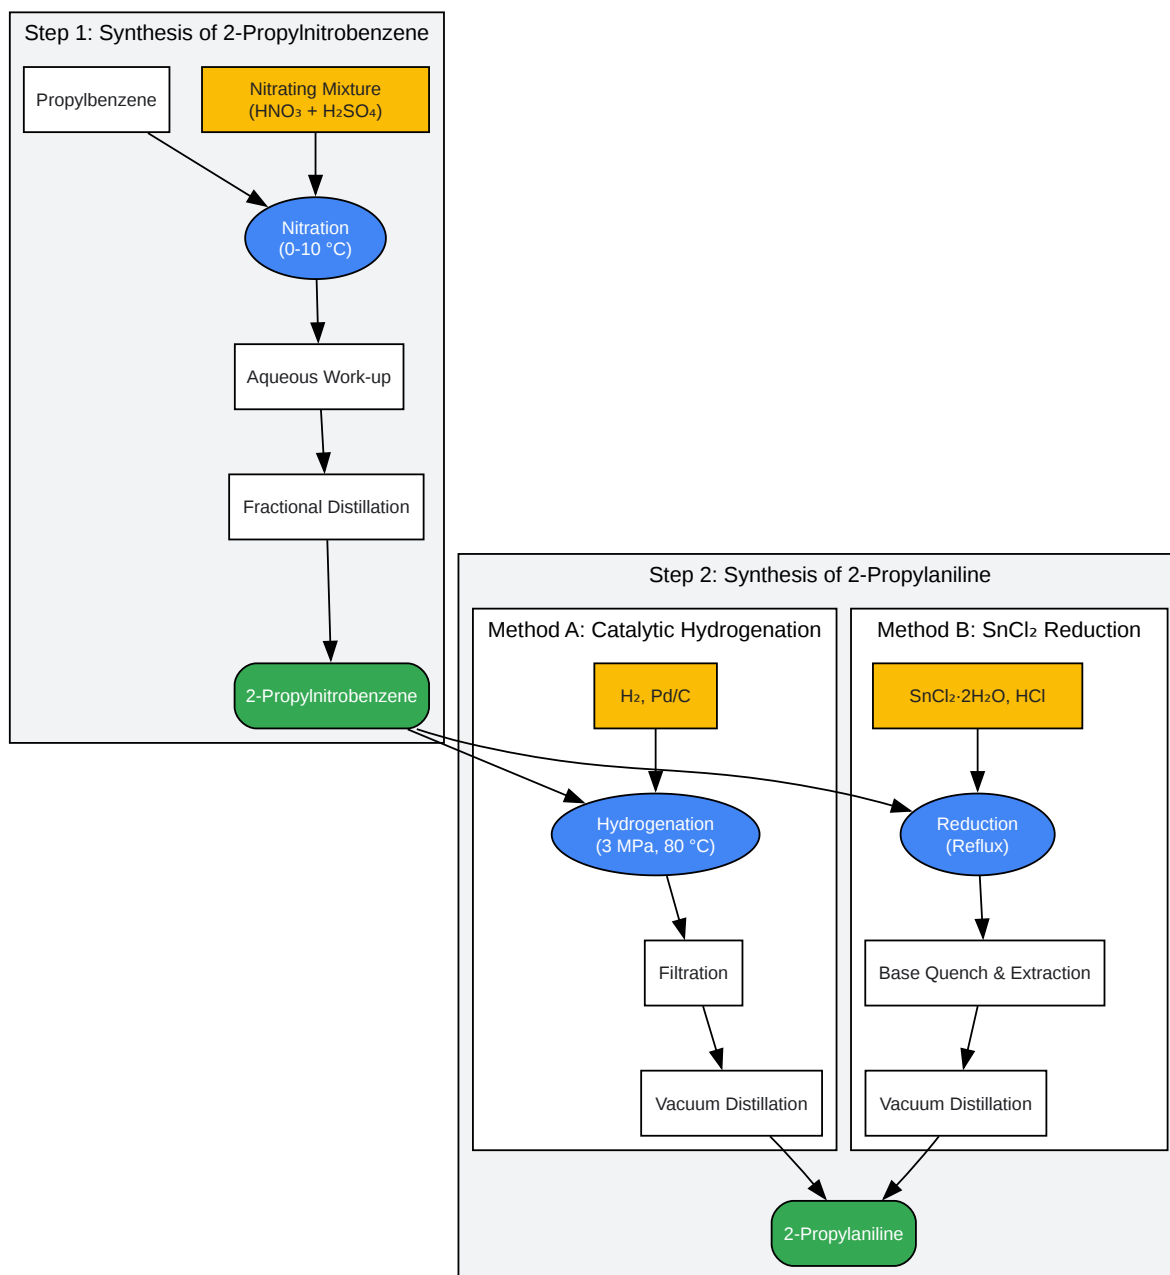 Step 1: Synthesis of 2-Propylnitrobenzene
Propylbenzene
Nitrating Mixture
(HNO₃ + H₂SO₄)
Nitration
(0-10 °C)
Aqueous Work-up
Fractional Distillation
2-Propylnitrobenzene
Step 2: Synthesis of 2-Propylaniline
Method A: Catalytic Hydrogenation
H₂, Pd/C
Hydrogenation
(3 MPa, 80 °C)
Filtration
Vacuum Distillation
Method B: SnCl₂ Reduction
SnCl₂·2H₂O, HCl
Reduction
(Reflux)
Base Quench & Extraction
Vacuum Distillation
2-Propylaniline